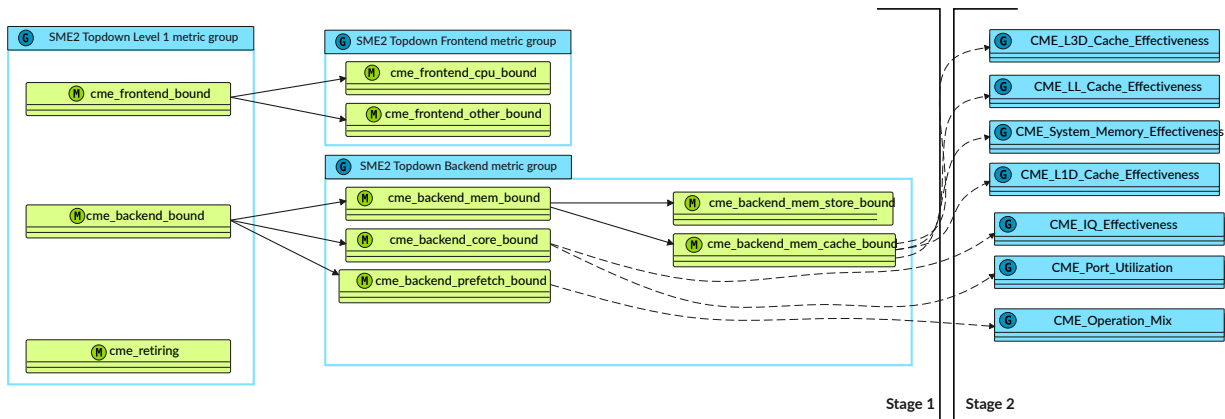 G SME2 Topdown Level 1 metric group
M cme_frontend_bound
M cme_backend_bound
M cme_retiring
G SME2 Topdown Frontend metric group
M cme_frontend_cpu_bound
M cme_frontend_other_bound
G SME2 Topdown Backend metric group
M cme_backend_mem_bound
M cme_backend_core_bound
M cme_backend_prefetch_bound
M cme_backend_mem_store_bound
M cme_backend_mem_cache_bound
Stage 1
Stage 2
G CME_L3D_Cache_Effectiveness
G CME_LL_Cache_Effectiveness
G CME_System_Memory_Effectiveness
G CME_L1D_Cache_Effectiveness
G CME_IQ_Effectiveness
G CME_Port_Utilization
G CME_Operation_Mix